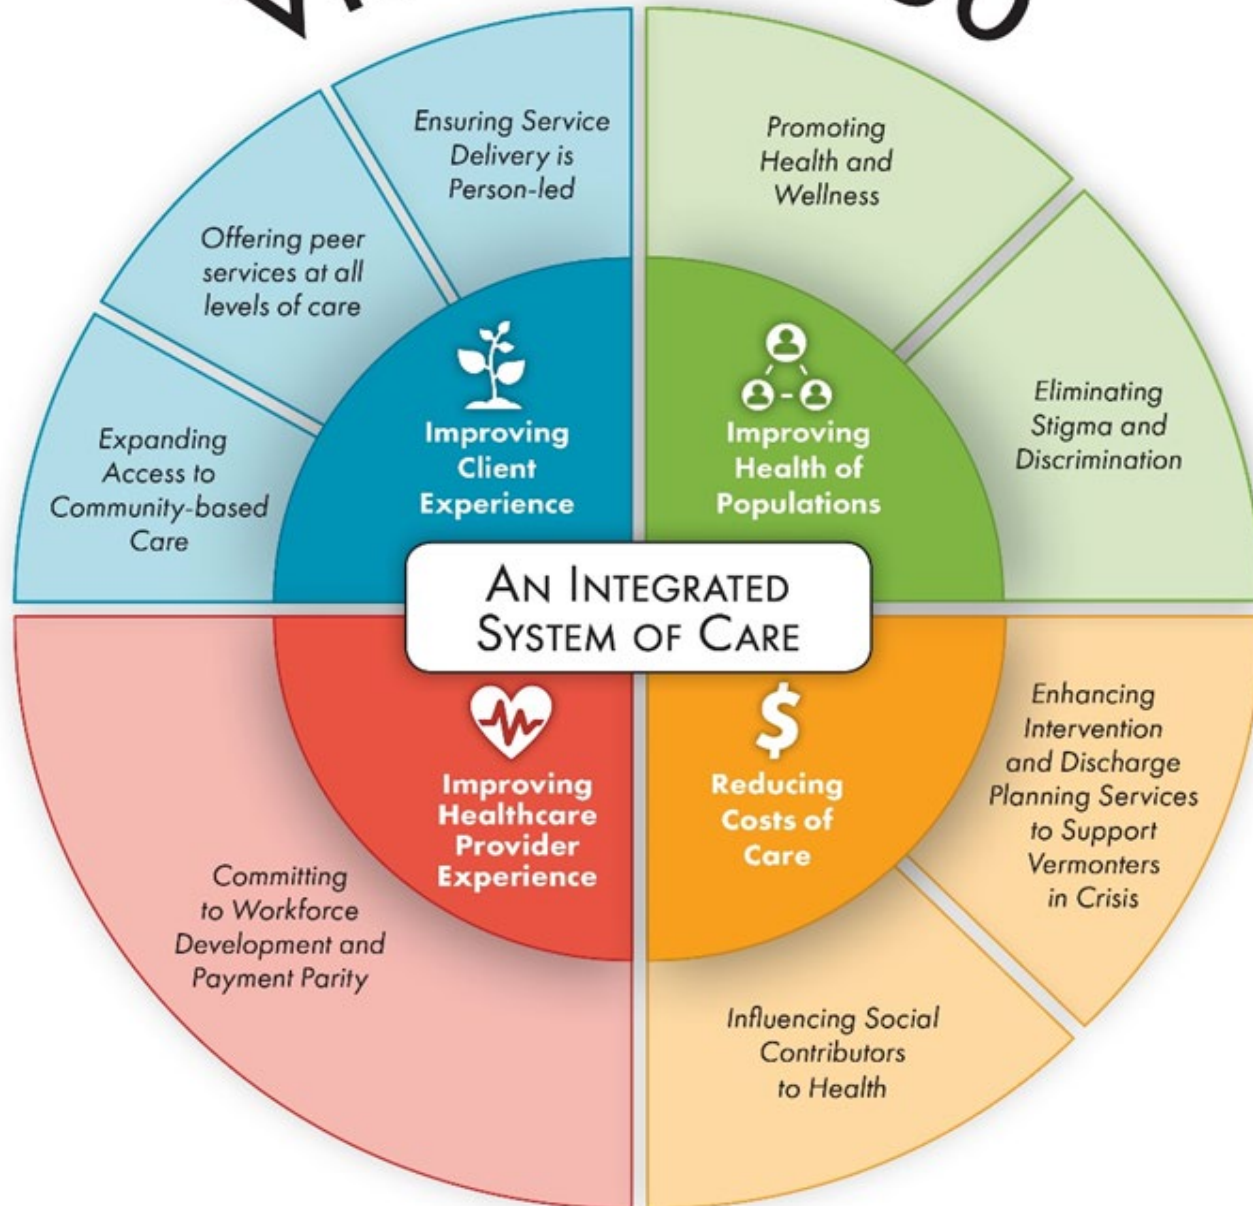 Ensuring Service
Delivery is
Person-led
Offering peer
services at all
levels of care
Expanding
Access to
Community-based
Care
Improving
Client
Experience
Promoting
Health and
Wellness
Eliminating
Stigma and
Discrimination
Improving
Health of
Populations
AN INTEGRATED
SYSTEM OF CARE
Improving
Healthcare
Provider
Experience
Committing
to Workforce
Development and
Payment Parity
$
Reducing
Costs of
Care
Enhancing
Intervention
and Discharge
Planning Services
to Support
Vermonters
in Crisis
Influencing Social
Contributors
to Health